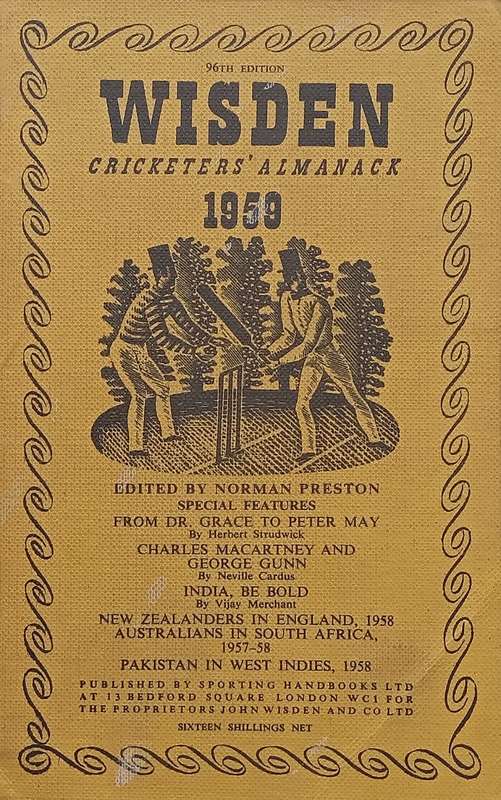 96TH EDITION
WISDEN
CRICKETERS' ALMANACK
1959
EDITED BY NORMAN PRESTON
SPECIAL FEATURES
FROM DR. GRACE TO PETER MAY
By Herbert Strudwick
CHARLES MACARTNEY AND
GEORGE GUNN
By Neville Cardus
INDIA, BE BOLD
By Vijay Merchant
NEW ZEALANDERS IN ENGLAND, 1958
AUSTRALIANS IN SOUTH AFRICA,
1957–58
PAKISTAN IN WEST INDIES, 1958
PUBLISHED BY SPORTING HANDBOOKS LTD
AT 13 BEDFORD SQUARE LONDON WC1 FOR
THE PROPRIETORS JOHN WISDEN AND CO LTD
SIXTEEN SHILLINGS NET